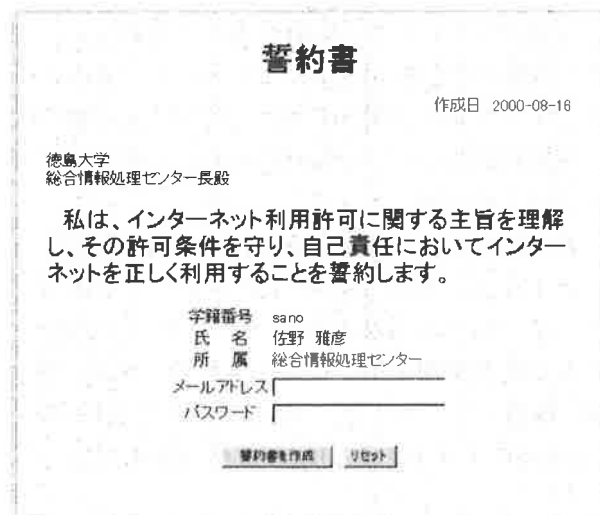 誓約書
作成日 2000-08-16
徳島大学
総合情報処理センター長殿
私は、インターネット利用許可に関する主旨を理解
し、その許可条件を守り、自己責任においてインター
ネットを正しく利用することを誓約します。
学籍番号 sano
氏 名 佐野 雅彦
所 属 総合情報処理センター
メールアドレス
パスワード
誓約書を作成 リセット